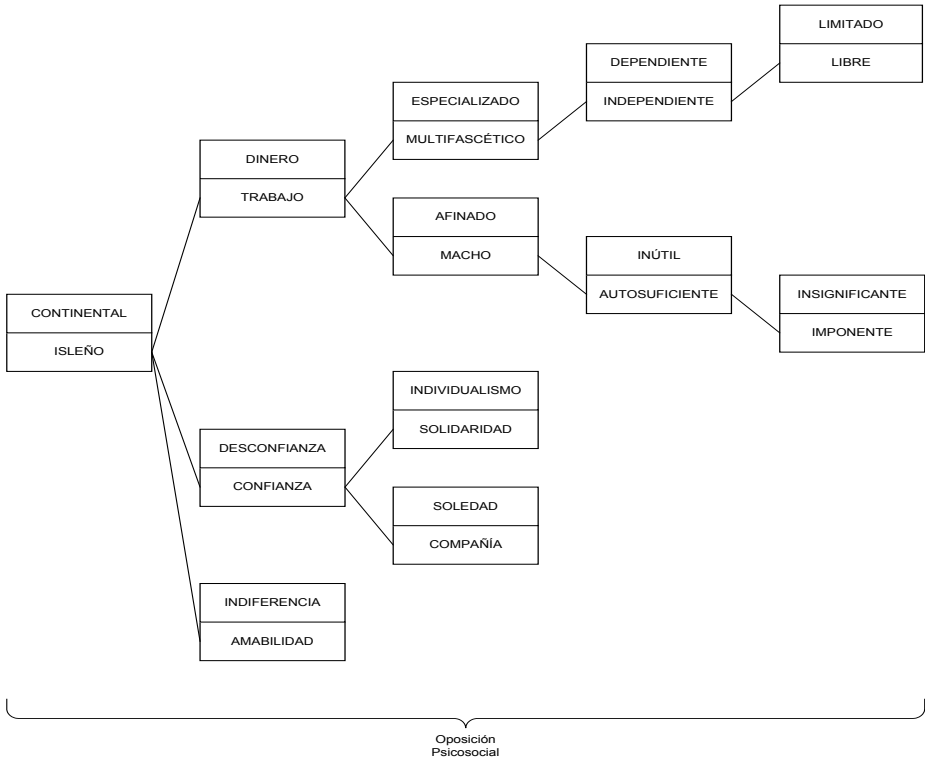 LIMITADO
LIBRE
DEPENDIENTE
INDEPENDIENTE
ESPECIALIZADO
MULTIFASCÉTICO
DINERO
TRABAJO
AFINADO
MACHO
INÚTIL
AUTOSUFICIENTE
INSIGNIFICANTE
IMPONENTE
CONTINENTAL
ISLEÑO
INDIVIDUALISMO
SOLIDARIDAD
DESCONFIANZA
CONFIANZA
SOLEDAD
COMPAÑÍA
INDIFERENCIA
AMABILIDAD
Oposición
Psicosocial